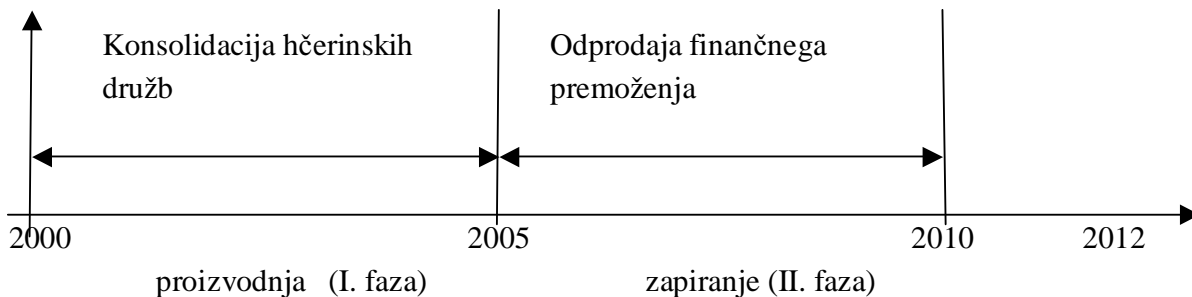 Konsolidacija hčerinskih
družb
Odprodaja finančnega
premoženja
2000
2005
2010
2012
proizvodnja (I. faza)
zapiranje (II. faza)